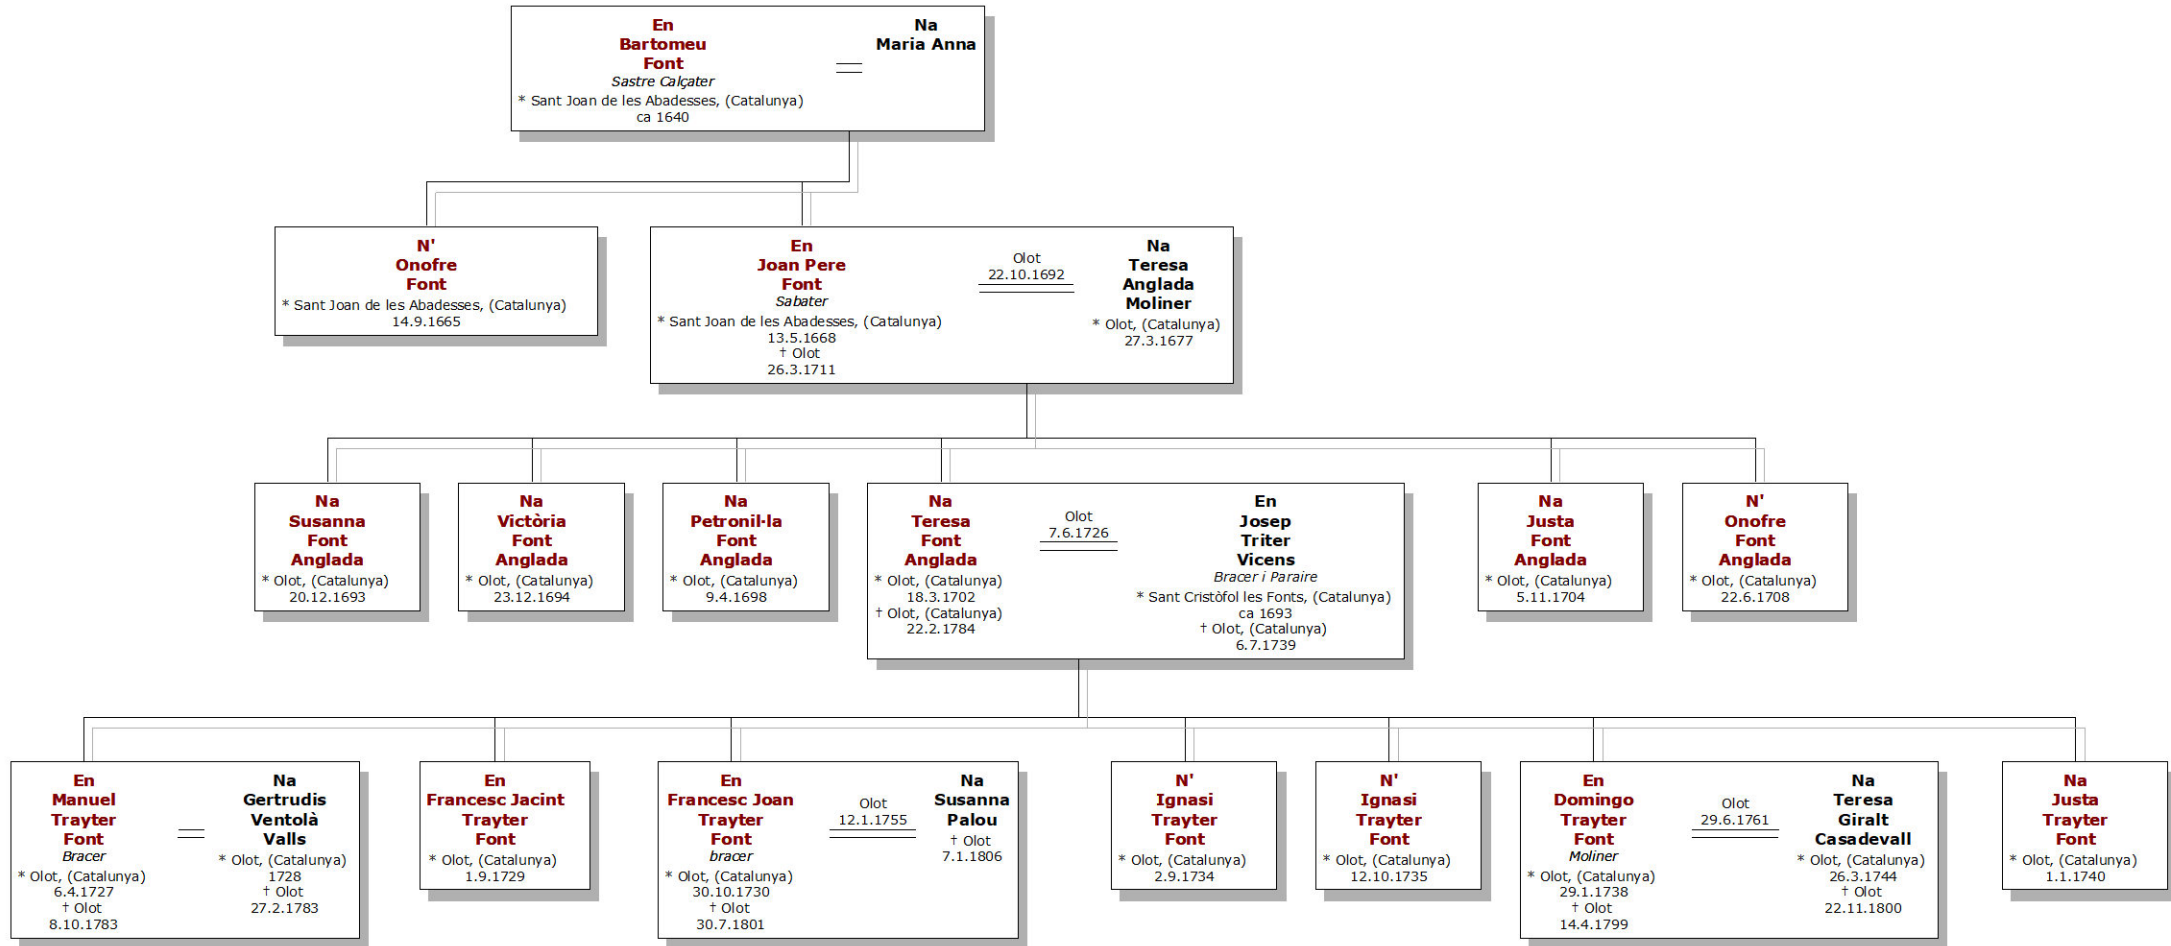 En
Bartomeu
Font
Sastre Calçater
* Sant Joan de les Abadesses, (Catalunya)
ca 1640
Na
Maria Anna
N'
Onofre
Font
* Sant Joan de les Abadesses, (Catalunya)
14.9.1665
En
Joan Pere
Font
Sabater
* Sant Joan de les Abadesses, (Catalunya)
13.5.1668
† Olot
26.3.1711
Olot
22.10.1692
Na
Teresa
Anglada
Moliner
* Olot, (Catalunya)
27.3.1677
Na
Susanna
Font
Anglada
* Olot, (Catalunya)
20.12.1693
Na
Victòria
Font
Anglada
* Olot, (Catalunya)
23.12.1694
Na
Petronil·la
Font
Anglada
* Olot, (Catalunya)
9.4.1698
Na
Teresa
Font
Anglada
* Olot, (Catalunya)
18.3.1702
† Olot, (Catalunya)
22.2.1784
Olot
7.6.1726
En
Josep
Triter
Vicens
Bracer i Paraire
* Sant Cristòfol les Fonts, (Catalunya)
ca 1693
† Olot, (Catalunya)
6.7.1739
Na
Justa
Font
Anglada
* Olot, (Catalunya)
5.11.1704
N'
Onofre
Font
Anglada
* Olot, (Catalunya)
22.6.1708
En
Manuel
Trayter
Font
Bracer
* Olot, (Catalunya)
6.4.1727
† Olot
8.10.1783
Na
Gertrudis
Ventolà
Valls
* Olot, (Catalunya)
1728
† Olot
27.2.1783
En
Francesc Jacint
Trayter
Font
* Olot, (Catalunya)
1.9.1729
En
Francesc Joan
Trayter
Font
bracer
* Olot, (Catalunya)
30.10.1730
† Olot
30.7.1801
Olot
12.1.1755
Na
Susanna
Palou
† Olot
7.1.1806
N'
Ignasi
Trayter
Font
* Olot, (Catalunya)
2.9.1734
N'
Ignasi
Trayter
Font
* Olot, (Catalunya)
12.10.1735
En
Domingo
Trayter
Font
Moliner
* Olot, (Catalunya)
29.1.1738
† Olot
14.4.1799
Olot
29.6.1761
Na
Teresa
Giralt
Casadevall
* Olot, (Catalunya)
26.3.1744
† Olot
22.11.1800
Na
Justa
Trayter
Font
* Olot, (Catalunya)
1.1.1740